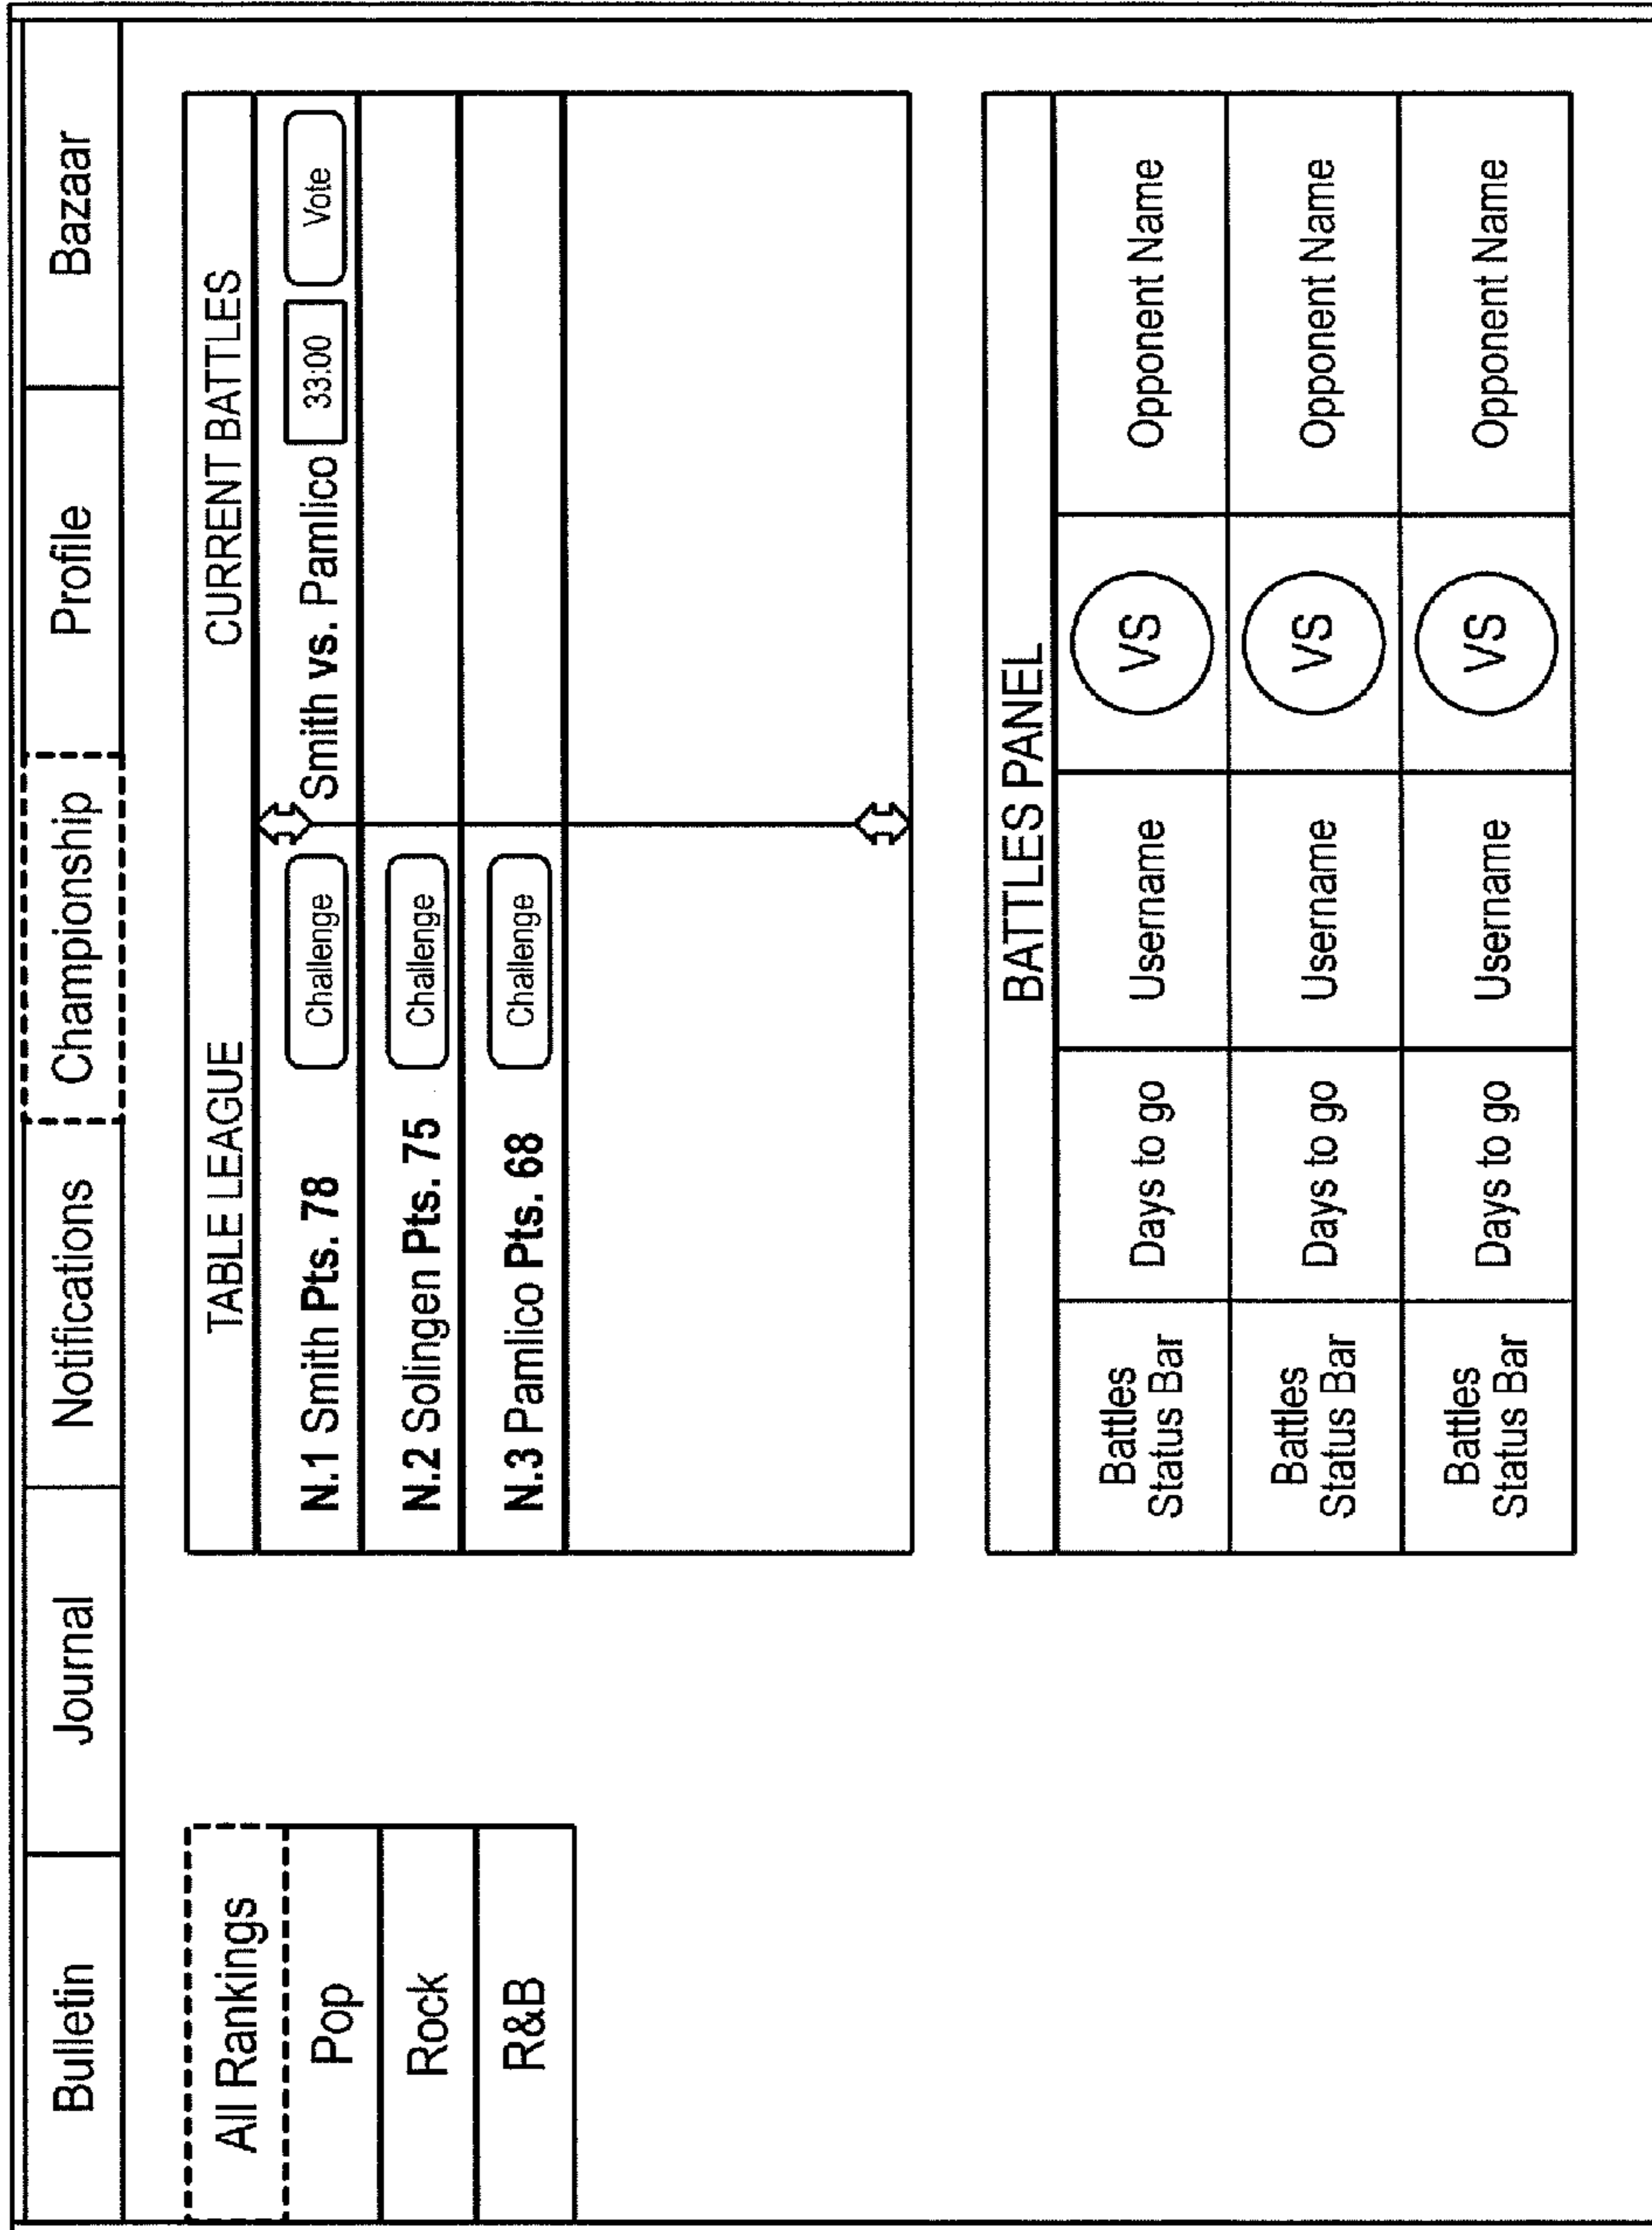 Bulletin Journal Notifications Championship Profile Bazaar
All Rankings
Pop
Rock
R&B
TABLE LEAGUE CURRENT BATTLES
N.1 Smith Pts. 78 Challenge Smith vs. Pamlico 33:00 Vote
N.2 Solingen Pts. 75 Challenge
N.3 Pamlico Pts. 68 Challenge
BATTLES PANEL
Battles
Status Bar Days to go Username VS Opponent Name
Battles
Status Bar Days to go Username VS Opponent Name
Battles
Status Bar Days to go Username VS Opponent Name